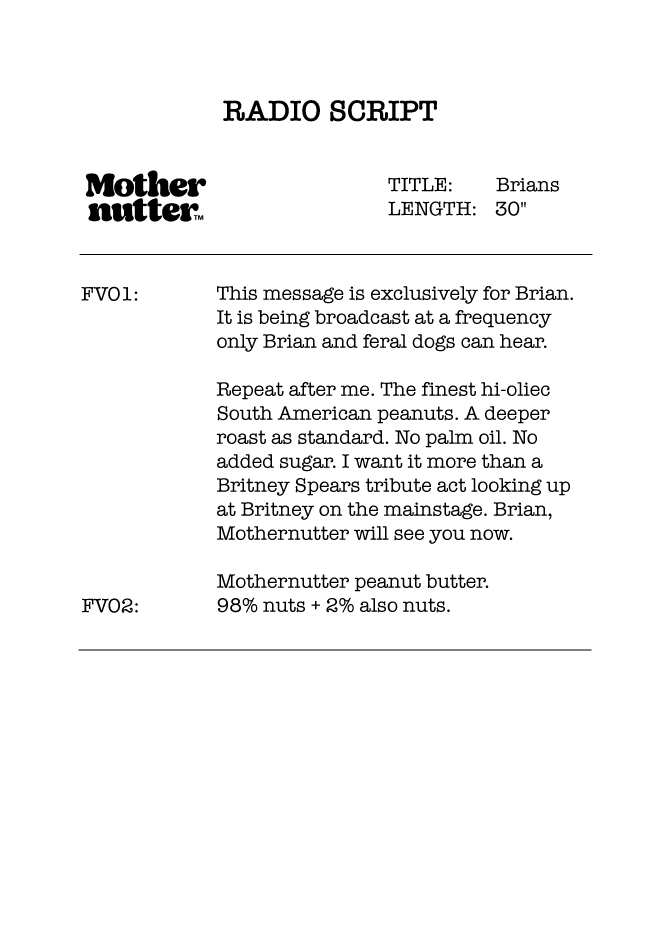 RADIO SCRIPT
Mother
nutter.™
TITLE: Brians
LENGTH: 30"
FVO1: This message is exclusively for Brian.
It is being broadcast at a frequency
only Brian and feral dogs can hear.
Repeat after me. The finest hi-oliec
South American peanuts. A deeper
roast as standard. No palm oil. No
added sugar. I want it more than a
Britney Spears tribute act looking up
at Britney on the mainstage. Brian,
Mothernutter will see you now.
Mothernutter peanut butter.
FVO2: 98% nuts + 2% also nuts.